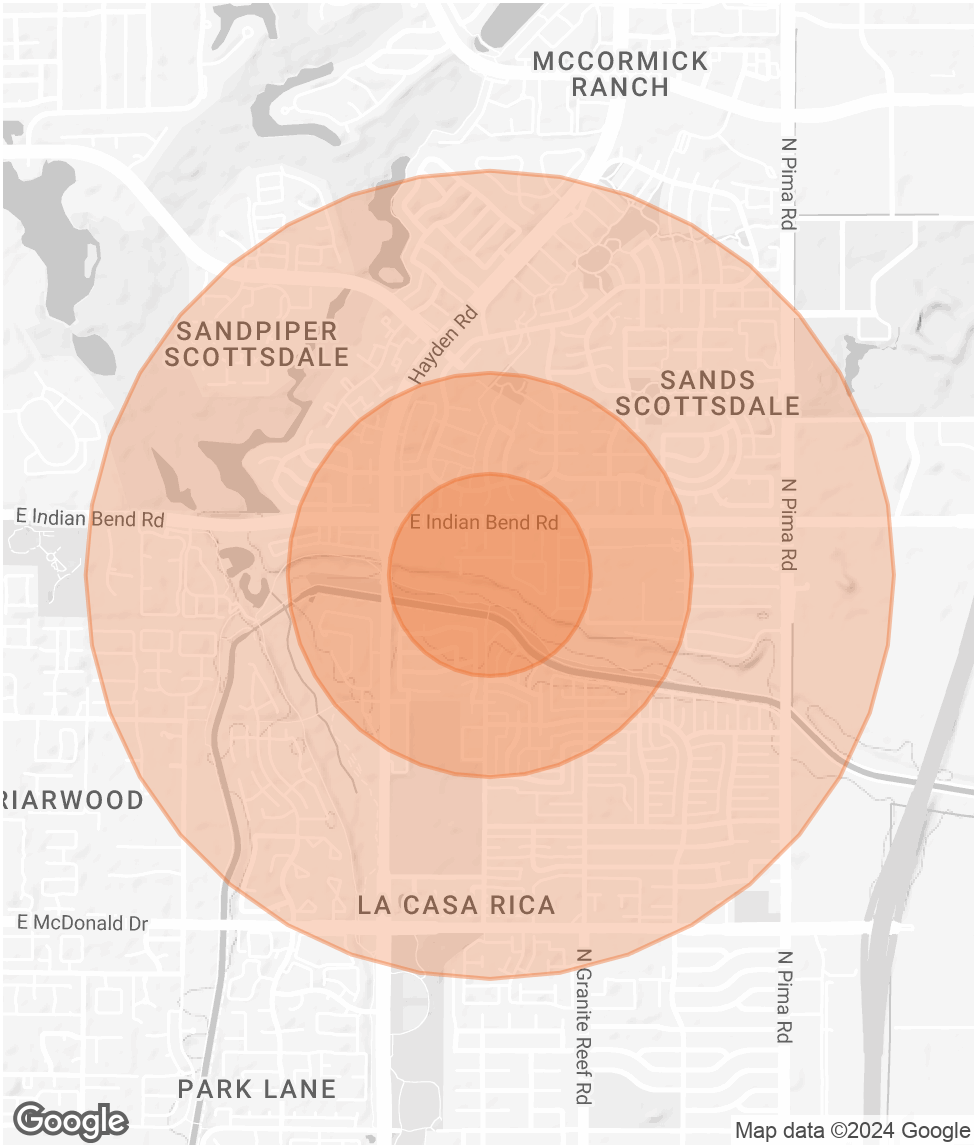 MCCORMICK
RANCH
N Pima Rd
Hayden Rd
SANDPIPER
SCOTTSDALE
SANDS
SCOTTSDALE
E Indian Bend Rd
E Indian Bend Rd
N Pima Rd
RIARWOOD
LA CASA RICA
E McDonald Dr
N Granite Reef Rd
N Pima Rd
PARK LANE
Google
Map data ©2024 Google